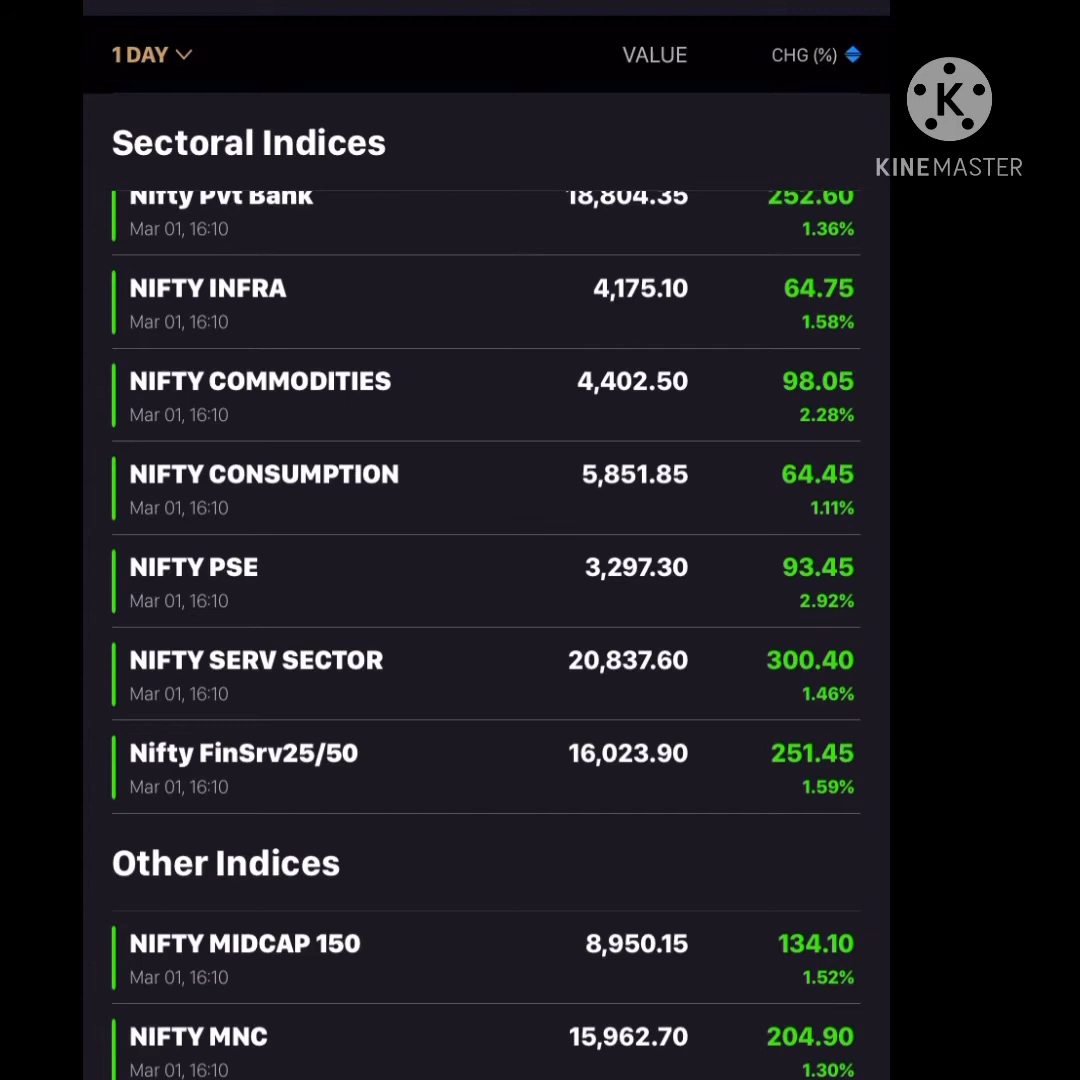 1 DAY VALUE CHG (%)
K
KINEMASTER
Sectoral Indices
Nifty Pvt Bank 18,804.35 252.60
Mar 01, 16:10 1.36%
NIFTY INFRA 4,175.10 64.75
Mar 01, 16:10 1.58%
NIFTY COMMODITIES 4,402.50 98.05
Mar 01, 16:10 2.28%
NIFTY CONSUMPTION 5,851.85 64.45
Mar 01, 16:10 1.11%
NIFTY PSE 3,297.30 93.45
Mar 01, 16:10 2.92%
NIFTY SERV SECTOR 20,837.60 300.40
Mar 01, 16:10 1.46%
Nifty FinSrv25/50 16,023.90 251.45
Mar 01, 16:10 1.59%
Other Indices
NIFTY MIDCAP 150 8,950.15 134.10
Mar 01, 16:10 1.52%
NIFTY MNC 15,962.70 204.90
Mar 01, 16:10 1.30%